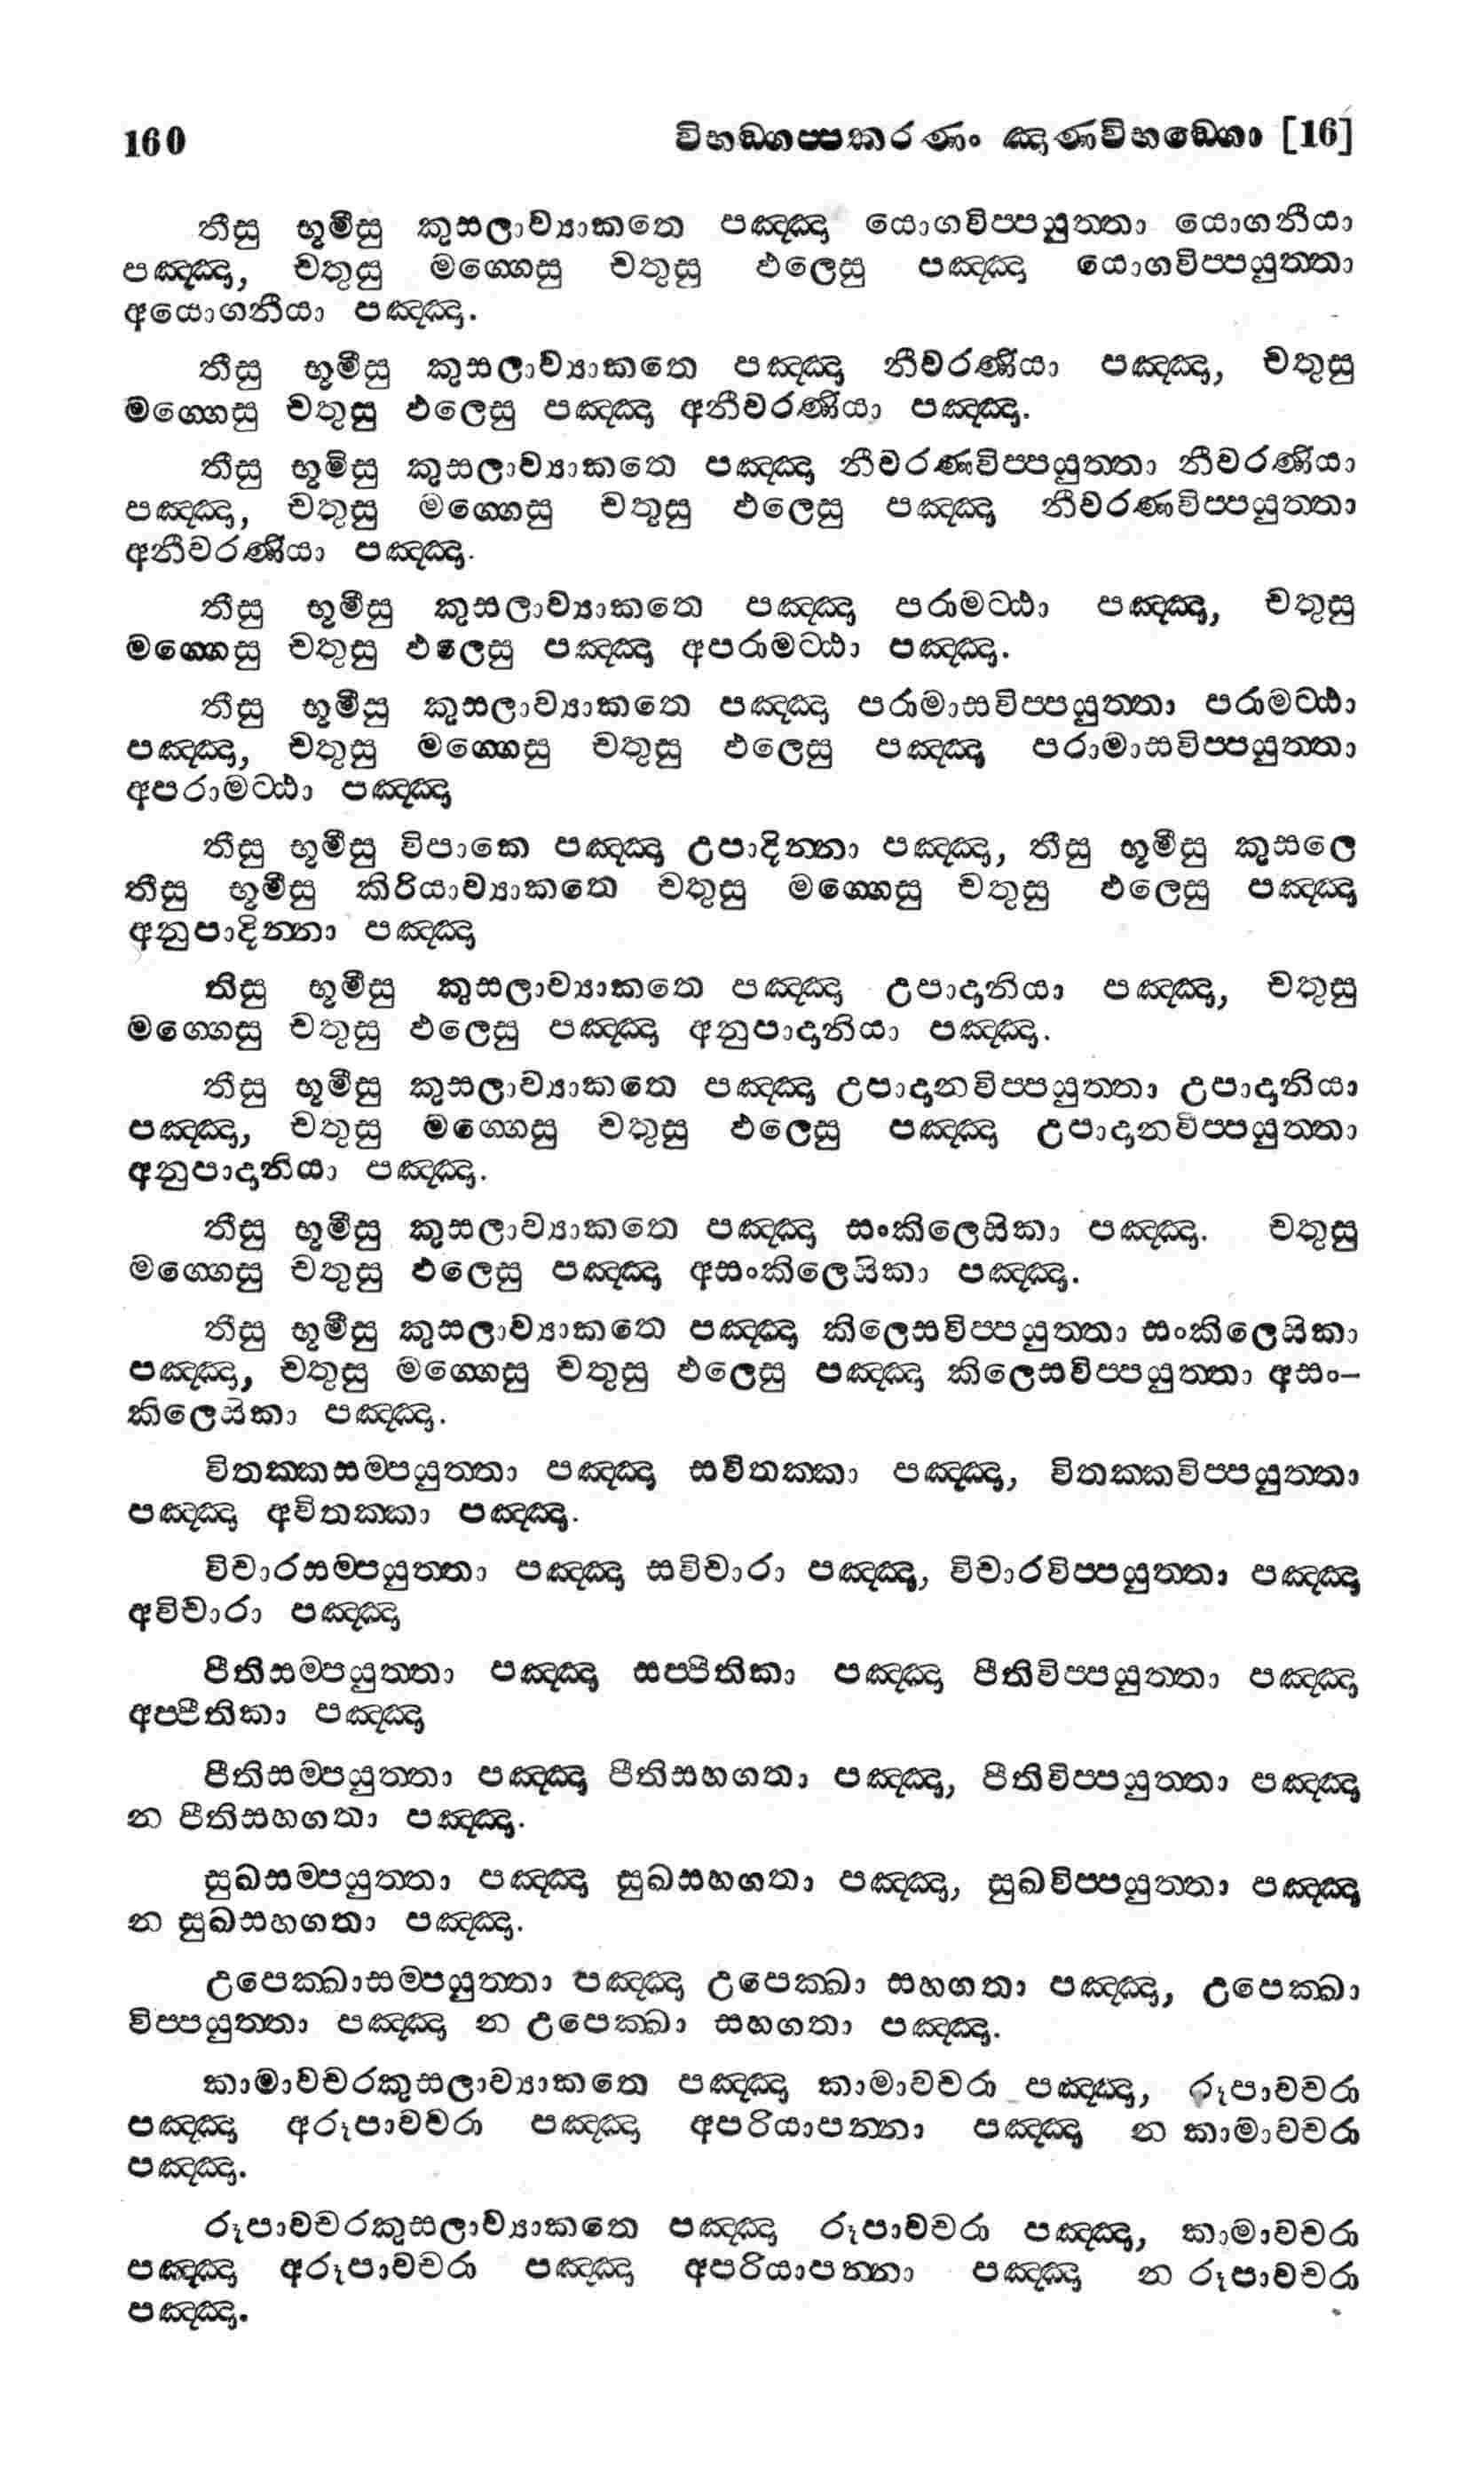 160 විභඞ්ගප්පකරණං ඤාණවිභඞ්ගො [16]
තීසු භූමීසු කුසලාව්‍යාකතෙ පඤ්ඤා යොගවිප්පයුත්තා යොගනීයා
පඤ්ඤා, චතුසු මග්ගෙසු චතුසු ඵලෙසු පඤ්ඤා යොගවිප්පයුත්තා
අයොගනීයා පඤ්ඤා.
තීසු භූමීසු කුසලාව්‍යාකතෙ පඤ්ඤා නීවරණීයා පඤ්ඤා, චතුසු
මග්ගෙසු චතුසු ඵලෙසු පඤ්ඤා අනීවරණීයා පඤ්ඤා.
තීසු භූමිසු කුසලාව්‍යාකතෙ පඤ්ඤා නීවරණවිප්පයුත්තා නීවරණීයා
පඤ්ඤා, චතුසු මග්ගෙසු චතුසු ඵලෙසු පඤ්ඤා නීවරණවිප්පයුත්තා
අනීවරණීයා පඤ්ඤා.
තීසු භූමීසු කුසලාව්‍යාකතෙ පඤ්ඤා පරාමට්ඨා පඤ්ඤා, චතුසු
මග්ගෙසු චතුසු ඵලෙසු පඤ්ඤා අපරාමට්ඨා පඤ්ඤා.
තීසු භූමීසු කුසලාව්‍යාකතෙ පඤ්ඤා පරාමාසවිප්පයුත්තා පරාමට්ඨා
පඤ්ඤා, චතුසු මග්ගෙසු චතුසු ඵලෙසු පඤ්ඤා පරාමාසවිප්පයුත්තා
අපරාමට්ඨා පඤ්ඤා
තීසු භූමීසු විපාකෙ පඤ්ඤා උපාදින්නා පඤ්ඤා, තීසු භූමීසු කුසලෙ
තීසු භූමීසු කිරියාව්‍යාකතෙ චතුසු මග්ගෙසු චතුසු ඵලෙසු පඤ්ඤා
අනුපාදින්නා පඤ්ඤා
තිසු භූමීසු කුසලාව්‍යාකතෙ පඤ්ඤා උපාදානියා පඤ්ඤා, චතුසු
මග්ගෙසු චතුසු ඵලෙසු පඤ්ඤා අනුපාදානියා පඤ්ඤා.
තීසු භූමීසු කුසලාව්‍යාකතෙ පඤ්ඤා උපාදානවිප්පයුත්තා උපාදානියා
පඤ්ඤා, චතුසු මග්ගෙසු චතුසු ඵලෙසු පඤ්ඤා උපාදානවිප්පයුත්තා
අනුපාදානියා පඤ්ඤා.
තීසු භූමීසු කුසලාව්‍යාකතෙ පඤ්ඤා සංකිලෙසිකා පඤ්ඤා. චතුසු
මග්ගෙසු චතුසු ඵලෙසු පඤ්ඤා අසංකිලෙසිකා පඤ්ඤා.
තීසු භූමීසු කුසලාව්‍යාකතෙ පඤ්ඤා කිලෙසවිප්පයුත්තා සංකිලෙසිකා
පඤ්ඤා, චතුසු මග්ගෙසු චතුසු ඵලෙසු පඤ්ඤා කිලෙසවිප්පයුත්තා අසං-
කිලෙසිකා පඤ්ඤා.
විතක්කසම්පයුත්තා පඤ්ඤා සවිතක්කා පඤ්ඤා, විතක්කවිප්පයුත්තා
පඤ්ඤා අවිතක්කා පඤ්ඤා.
විචාරසම්පයුත්තා පඤ්ඤා සවිචාරා පඤ්ඤා, විචාරවිප්පයුත්තා පඤ්ඤා
අවිචාරා පඤ්ඤා
පීතිසම්පයුත්තා පඤ්ඤා සප්පීතිකා පඤ්ඤා පීතිවිප්පයුත්තා පඤ්ඤා
අප්පීතිකා පඤ්ඤා
පීතිසම්පයුත්තා පඤ්ඤා පීතිසහගතා පඤ්ඤා, පීතිවිප්පයුත්තා පඤ්ඤා
න පීතිසහගතා පඤ්ඤා.
සුඛසම්පයුත්තා පඤ්ඤා සුඛසහගතා පඤ්ඤා, සුඛවිප්පයුත්තා පඤ්ඤා
න සුඛසහගතා පඤ්ඤා.
උපෙක්ඛාසම්පයුත්තා පඤ්ඤා උපෙක්ඛා සහගතා පඤ්ඤා, උපෙක්ඛා
විප්පයුත්තා පඤ්ඤා න උපෙක්ඛා සහගතා පඤ්ඤා.
කාමාවචරකුසලාව්‍යාකතෙ පඤ්ඤා කාමාවචරා පඤ්ඤා, රූපාවචරා
පඤ්ඤා අරූපාවචරා පඤ්ඤා අපරියාපන්නා පඤ්ඤා න කාමාවචරා
පඤ්ඤා.
රූපාවචරකුසලාව්‍යාකතෙ පඤ්ඤා රූපාවචරා පඤ්ඤා, කාමාවචරා
පඤ්ඤා අරූපාවචරා පඤ්ඤා අපරියාපන්නා පඤ්ඤා න රූපාවචරා
පඤ්ඤා.